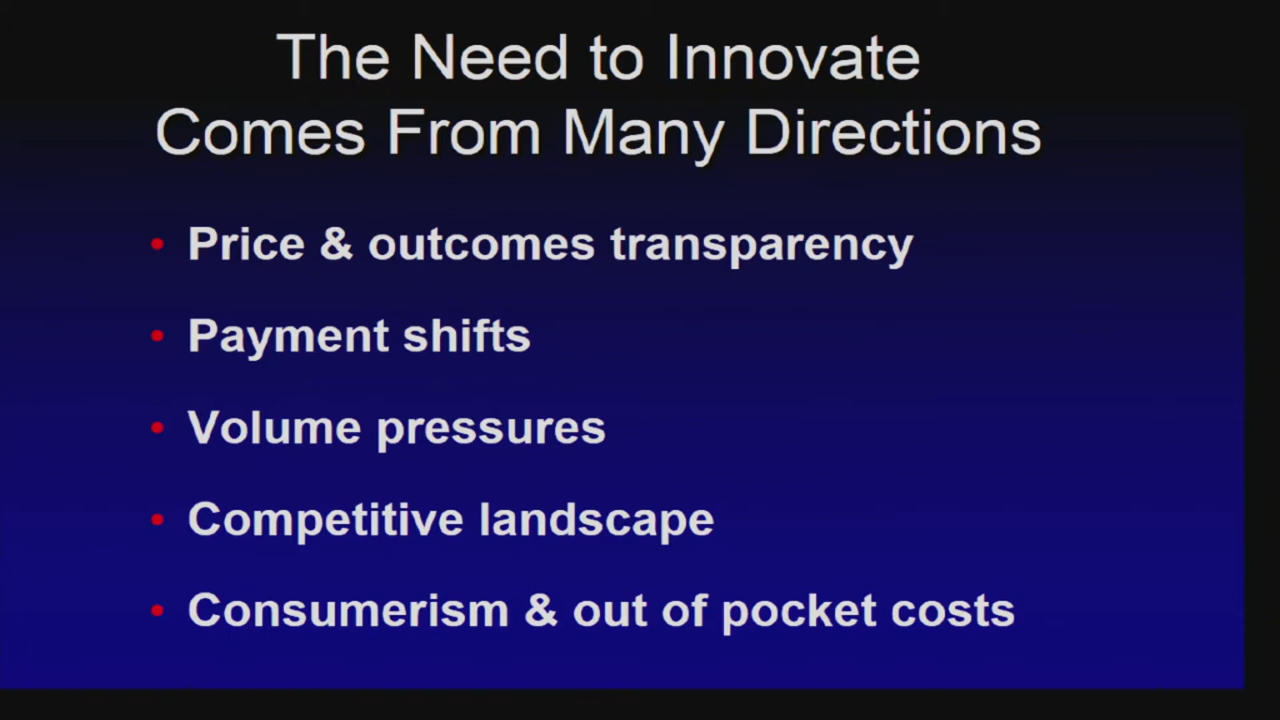 The Need to Innovate
Comes From Many Directions
• Price & outcomes transparency
• Payment shifts
• Volume pressures
• Competitive landscape
• Consumerism & out of pocket costs